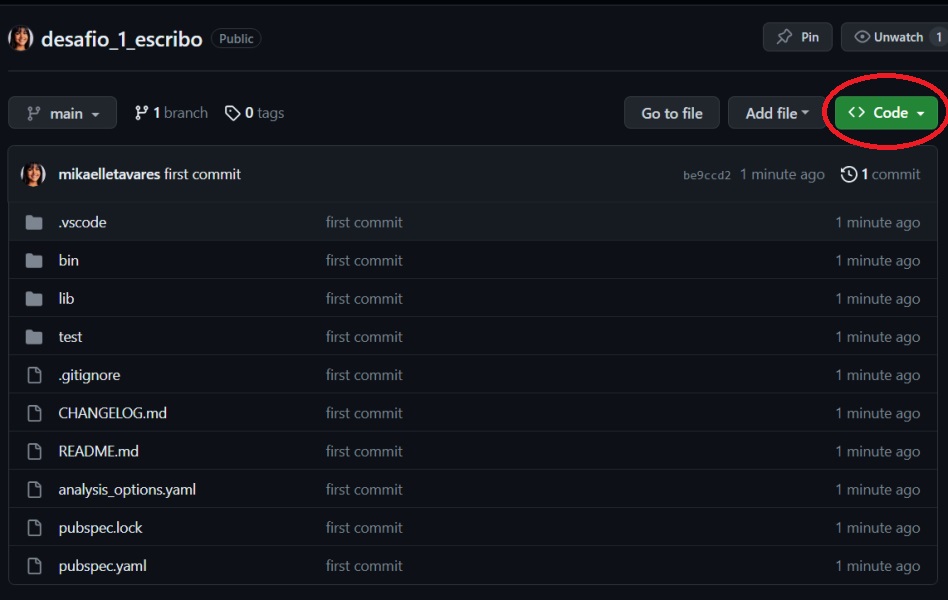 desafio_1_escribo Public Pin Unwatch 1
main 1 branch 0 tags Go to file Add file <> Code
mikaelletavares first commit be9ccd2 1 minute ago 1 commit
.vscode first commit 1 minute ago
bin first commit 1 minute ago
lib first commit 1 minute ago
test first commit 1 minute ago
.gitignore first commit 1 minute ago
CHANGELOG.md first commit 1 minute ago
README.md first commit 1 minute ago
analysis_options.yaml first commit 1 minute ago
pubspec.lock first commit 1 minute ago
pubspec.yaml first commit 1 minute ago